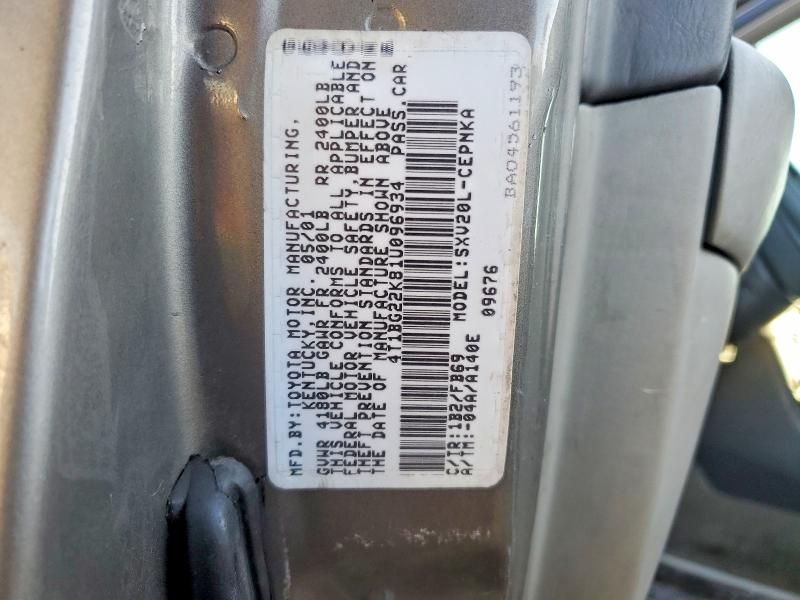 MFD.BY:TOYOTA MOTOR MANUFACTURING,
KENTUCKY,INC. 05/01
GVWR 4180LB GAWR FR 2400LB RR 2400LB
THIS VEHICLE CONFORMS TO ALL APPLICABLE
FEDERAL MOTOR VEHICLE SAFETY,BUMPER AND
THEFT PREVENTION STANDARDS IN EFFECT ON
THE DATE OF MANUFACTURE SHOWN ABOVE
4T1BG22K81U096934 PASS.CAR
C/TR:1B2/FB69 MODEL:SXV20L-CEPNKA
A/TM:-04A/A140E 09676
BA04561193